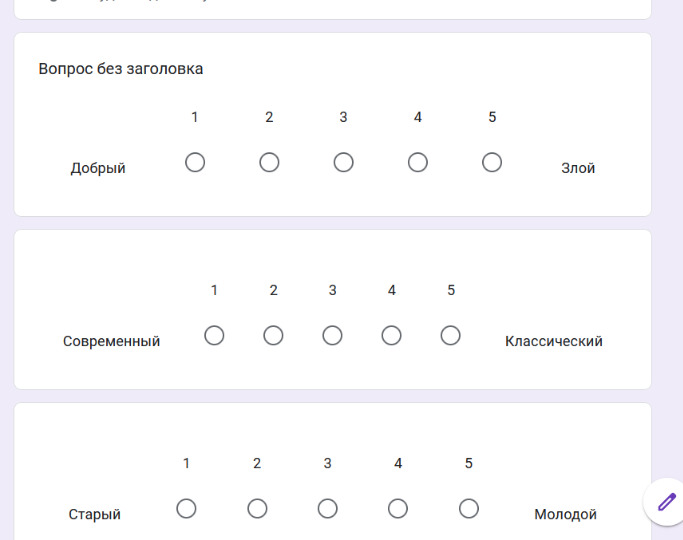 Вопрос без заголовка
1 2 3 4 5
Добрый Злой
1 2 3 4 5
Современный Классический
1 2 3 4 5
Старый Молодой